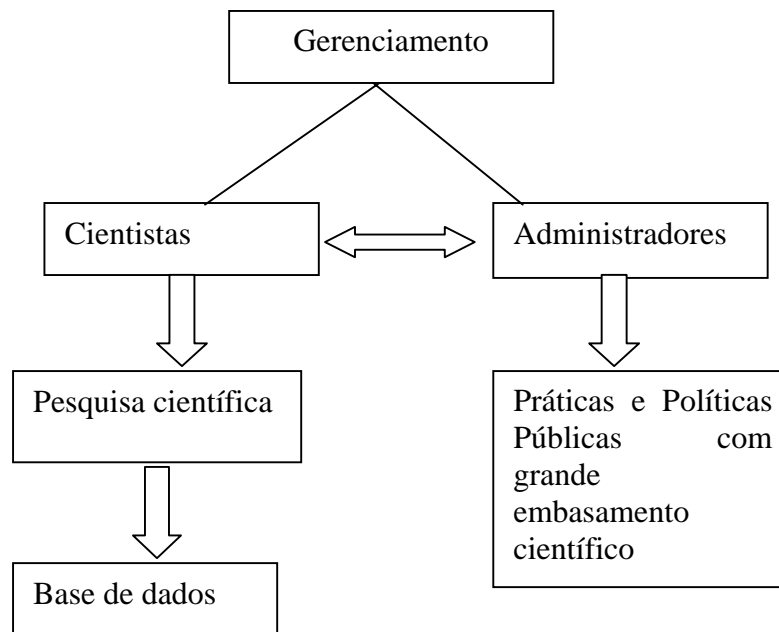 Gerenciamento
Cientistas
Administradores
Pesquisa científica
Práticas e Políticas
Públicas com
grande
embasamento
científico
Base de dados